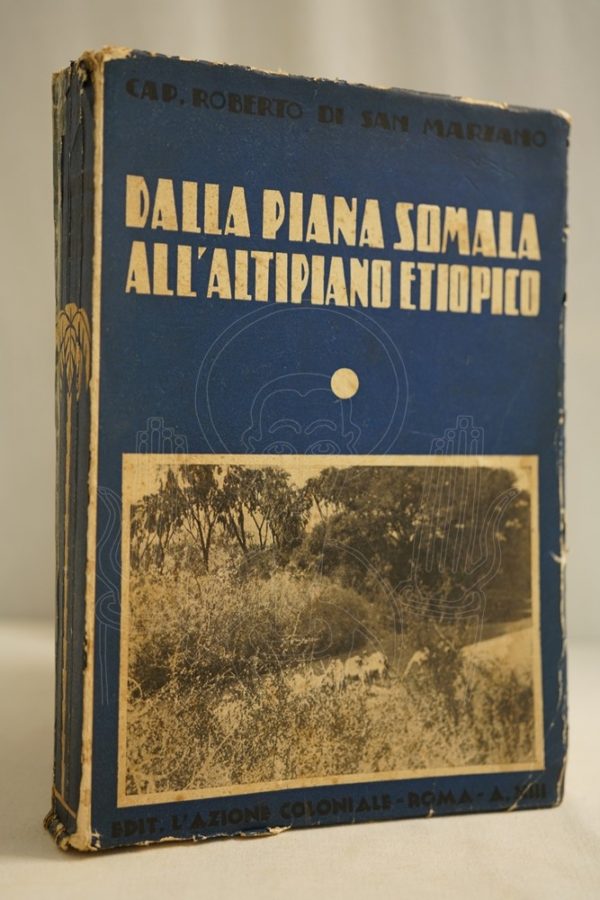 CAP. ROBERTO DI SAN MARZANO
DALLA PIANA SOMALA
ALL'ALTIPIANO ETIOPICO
EDIT. L'AZIONE COLONIALE - ROMA - A. XIII